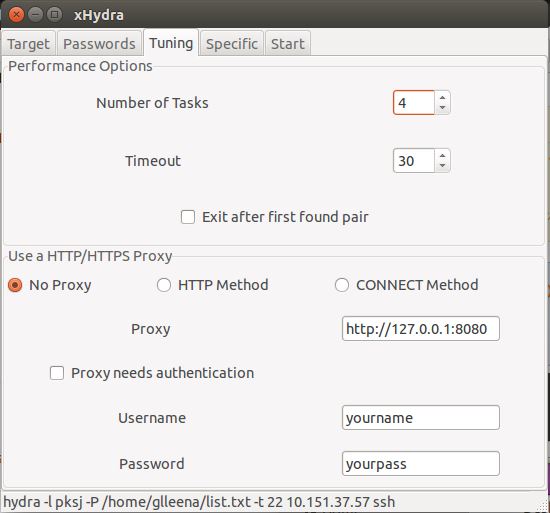 xHydra
Target Passwords Tuning Specific Start
Performance Options
Number of Tasks 4
Timeout 30
Exit after first found pair
Use a HTTP/HTTPS Proxy
No Proxy HTTP Method CONNECT Method
Proxy http://127.0.0.1:8080
Proxy needs authentication
Username yourname
Password yourpass
hydra -l pksj -P /home/glleena/list.txt -t 22 10.151.37.57 ssh